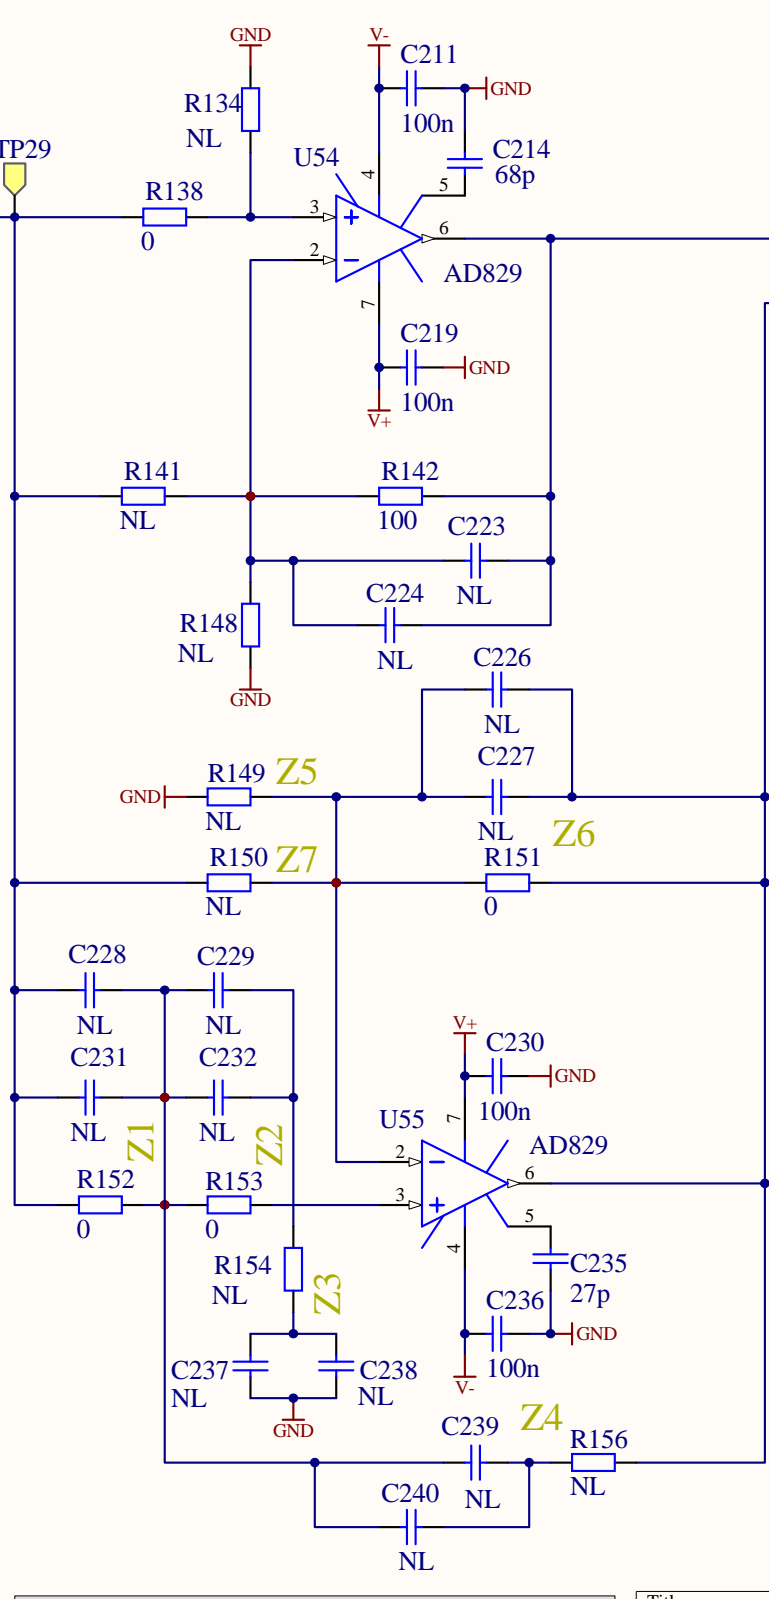 GND
V-
C211
GND
R134
100n
NL
TP29
U54
C214
68p
4
5
R138
3
6
0
2
AD829
7
C219
GND
100n
V+
R141
R142
NL
100
C223
C224
NL
R148
NL
NL
GND
C226
NL
C227
R149
Z5
GND
NL
NL
Z6
R150
Z7
R151
NL
0
C228
C229
NL
NL
V+
C231
C232
C230
GND
NL
Z1
NL
Z2
100n
7
U55
AD829
2
6
R152
R153
3
0
0
5
4
R154
C235
NL
Z3
27p
C236
GND
C237
C238
100n
NL
NL
V-
GND
C239
Z4
R156
C240
NL
NL
NL